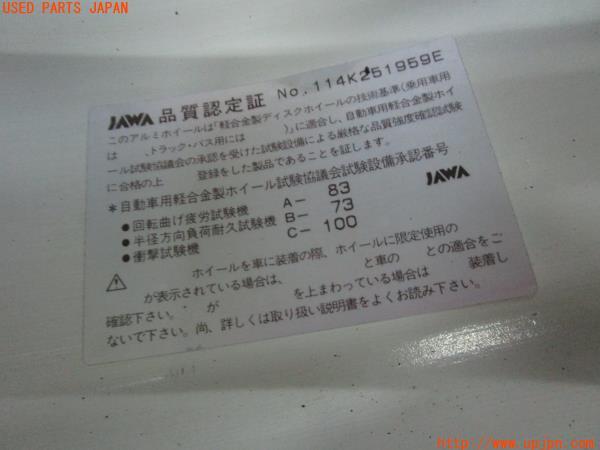 USED PARTS JAPAN
JAWA 品質認定証 No.114K251959E
このアルミホイールは「軽合金製ディスクホイールの技術基準(乗用車用
は 、トラック・バス用には )」に適合し、自動車用軽合金製ホイ
ール試験協議会の承認を受けた試験設備による厳格な品質強度確認試験
に合格の上 登録をした製品であることを証します。
*自動車用軽合金製ホイール試験協議会試験設備承認番号
●回転曲げ疲労試験機 A- 83
●半径方向負荷耐久試験機 B- 73
●衝撃試験機 C- 100
JAWA
ホイールを車に装着の際、ホイールに限定使用の
が表示されている場合は、 と車の との適合をご
確認下さい。 が を上まわっている場合は 装着し
ないで下さい。尚、詳しくは取り扱い説明書をよくお読み下さい。
http://www.upjpn.com/